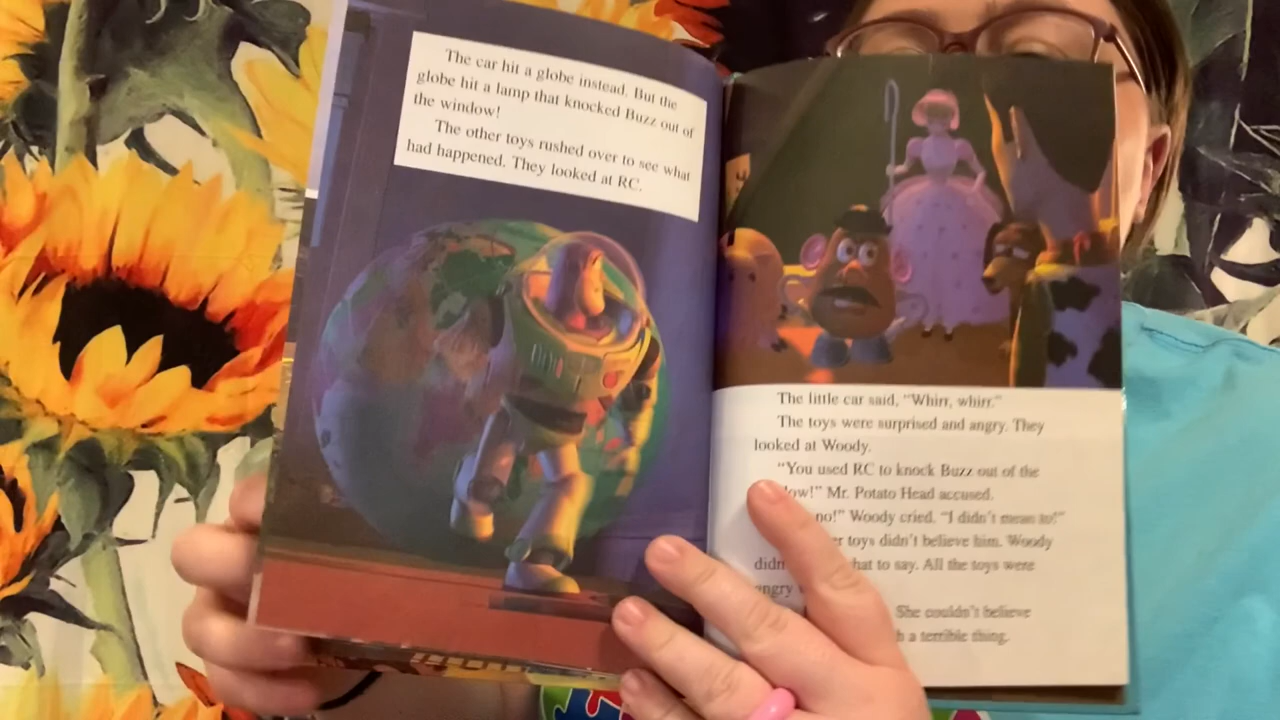 The car hit a globe instead. But the
globe hit a lamp that knocked Buzz out of
the window!
The other toys rushed over to see what
had happened. They looked at RC.
The little car said, "Whirr, whirr."
The toys were surprised and angry. They
looked at Woody.
"You used RC to knock Buzz out of the
ow!" Mr. Potato Head accused.
no!" Woody cried. "I didn't mean to!"
er toys didn't believe him. Woody
didn hat to say. All the toys were
angry
She couldn't believe
h a terrible thing.